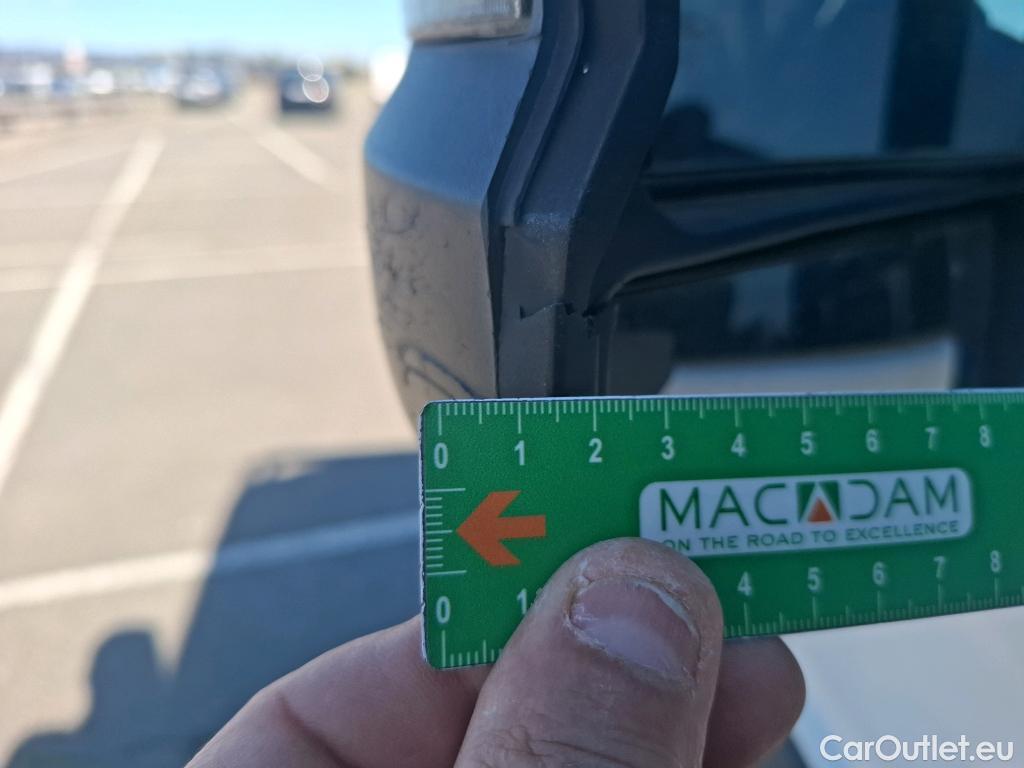 0 1 2 3 4 5 6 7 8
MACADAM
ON THE ROAD TO EXCELLENCE
0 1 4 5 6 7 8
CarOutlet.eu